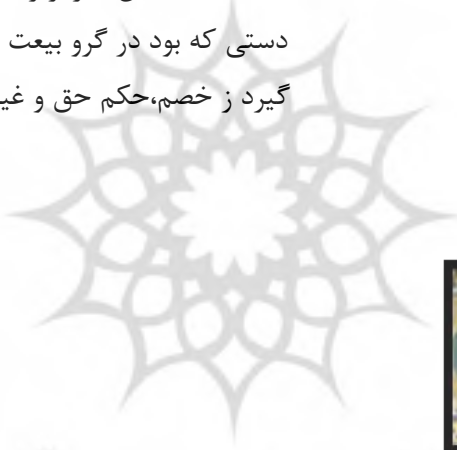 دستی که بود در گرو بیعت
گیرد ز خصم،حکم حق و